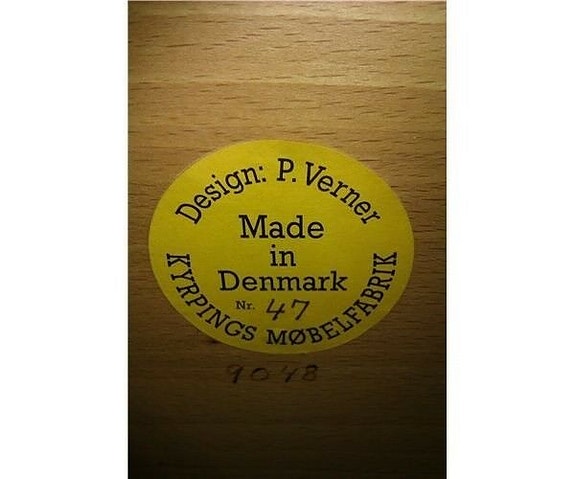 Design: P. Verner
Made
in
Denmark
Nr. 47
KYRPINGS MØBELFABRIK
9048